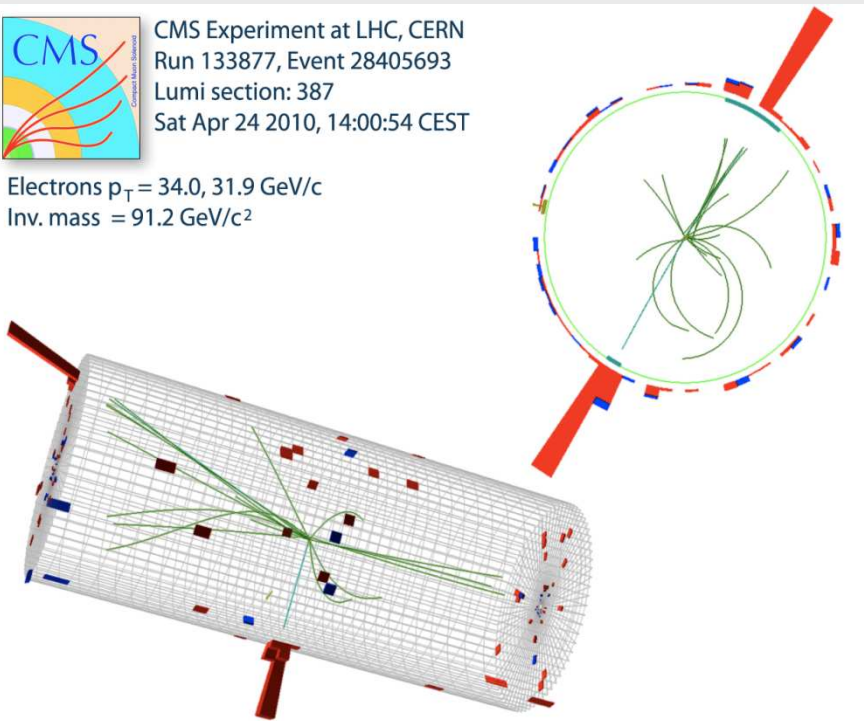 CMS
Compact Muon Solenoid
CMS Experiment at LHC, CERN
Run 133877, Event 28405693
Lumi section: 387
Sat Apr 24 2010, 14:00:54 CEST
Electrons pT = 34.0, 31.9 GeV/c
Inv. mass = 91.2 GeV/c2